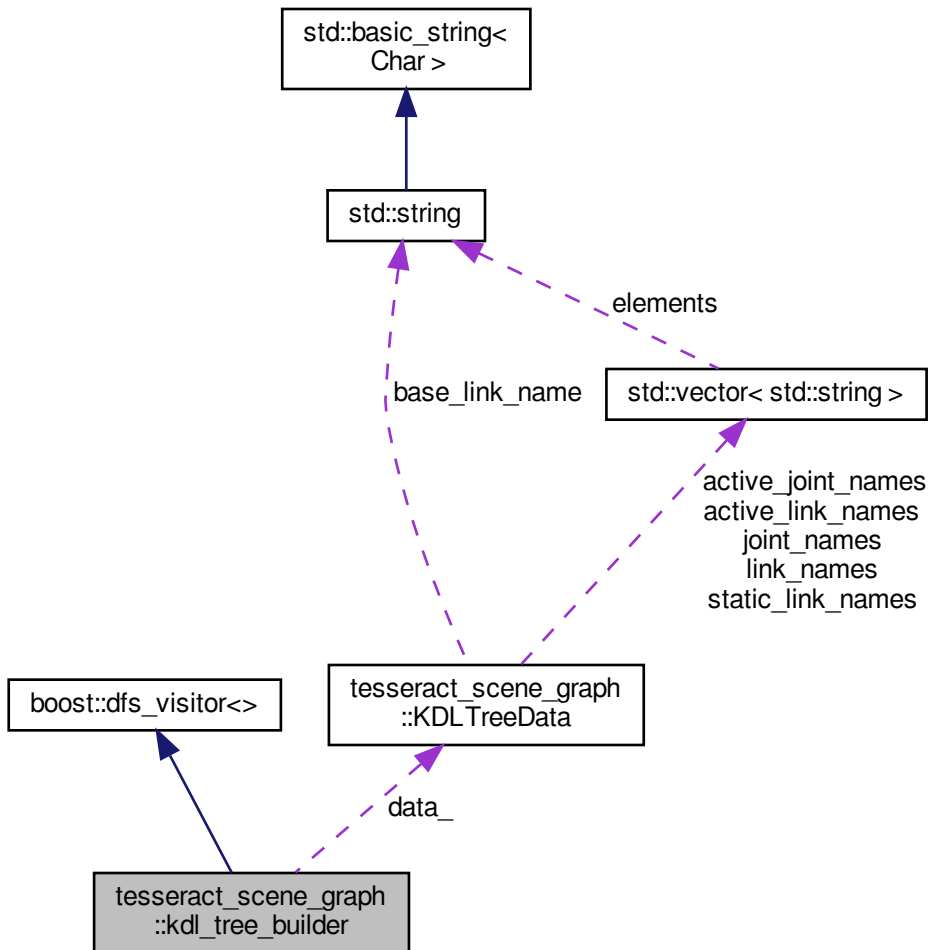 std::basic_string<
Char >
std::string
elements
std::vector< std::string >
base_link_name
active_joint_names
active_link_names
joint_names
link_names
static_link_names
tesseract_scene_graph
::KDLTreeData
boost::dfs_visitor<>
data_
tesseract_scene_graph
::kdl_tree_builder